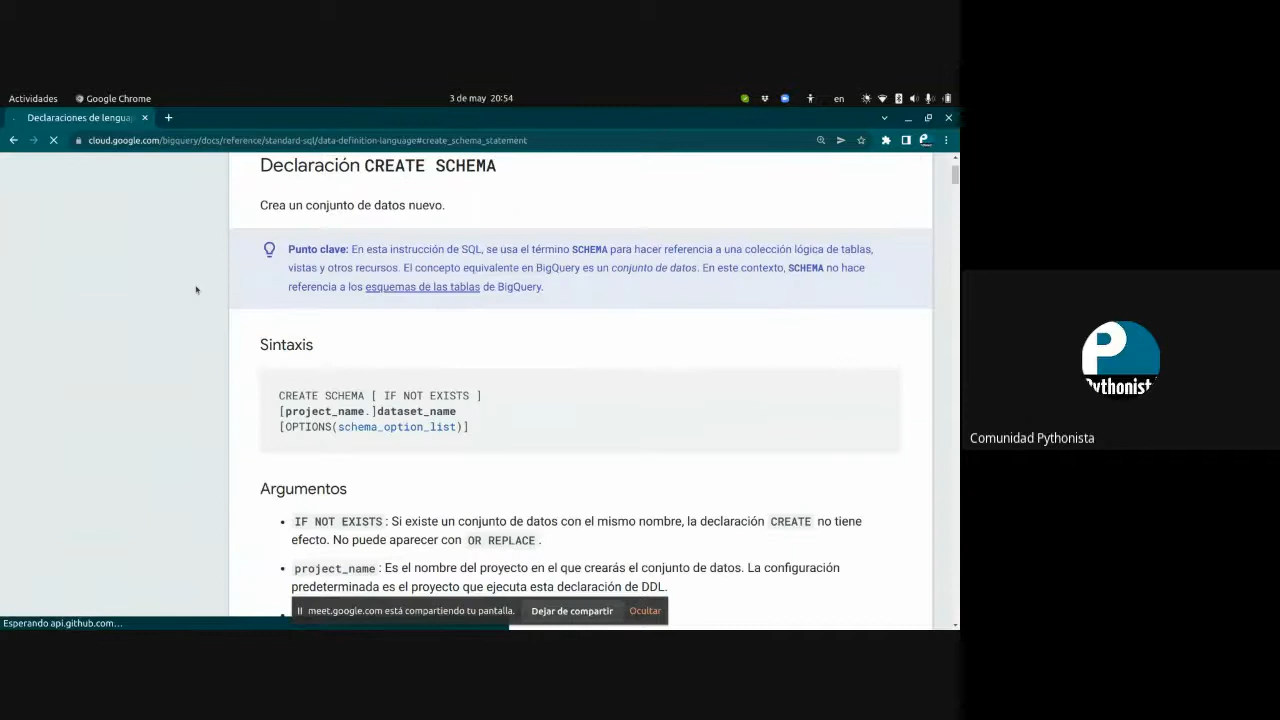 Actividades
Google Chrome
3 de may 20:54
en
Declaraciones de lengua
cloud.google.com/bigquery/docs/reference/standard-sql/data-definition-language#create_schema_statement
Declaración CREATE SCHEMA
Crea un conjunto de datos nuevo.
Punto clave: En esta instrucción de SQL, se usa el término SCHEMA para hacer referencia a una colección lógica de tablas,
vistas y otros recursos. El concepto equivalente en BigQuery es un conjunto de datos. En este contexto, SCHEMA no hace
referencia a los esquemas de las tablas de BigQuery.
Sintaxis
CREATE SCHEMA [ IF NOT EXISTS ]
[project_name.]dataset_name
[OPTIONS(schema_option_list)]
Argumentos
• IF NOT EXISTS: Si existe un conjunto de datos con el mismo nombre, la declaración CREATE no tiene
efecto. No puede aparecer con OR REPLACE.
• project_name: Es el nombre del proyecto en el que crearás el conjunto de datos. La configuración
predeterminada es el proyecto que ejecuta esta declaración de DDL.
meet.google.com está compartiendo tu pantalla.
Dejar de compartir
Ocultar
Esperando api.github.com...
P
Pythonist
Comunidad Pythonista